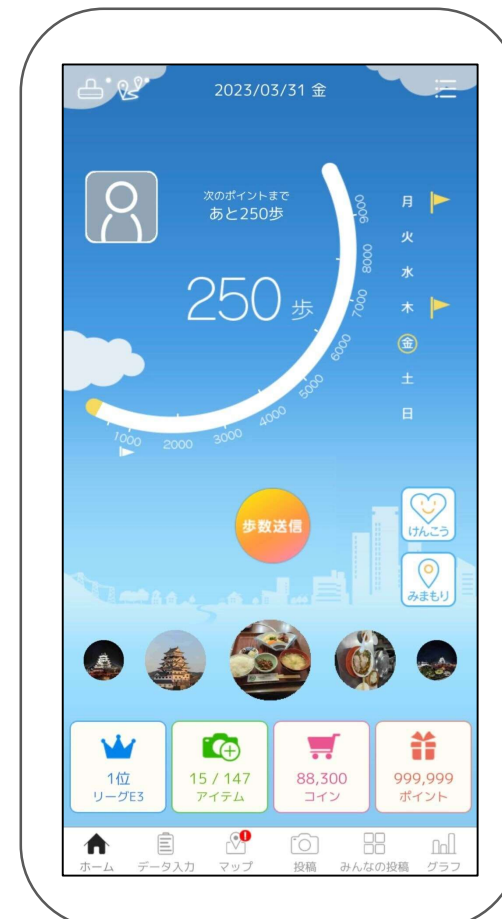 2023/03/31 金
次のポイントまで
あと250歩
250 歩
1000
2000
3000
4000
5000
6000
7000
8000
9000
月
火
水
木
金
土
日
歩数送信
けんこう
みまもり
1位
リーグE3
15 / 147
アイテム
88,300
コイン
999,999
ポイント
ホーム
データ入力
マップ
投稿
みんなの投稿
グラフ